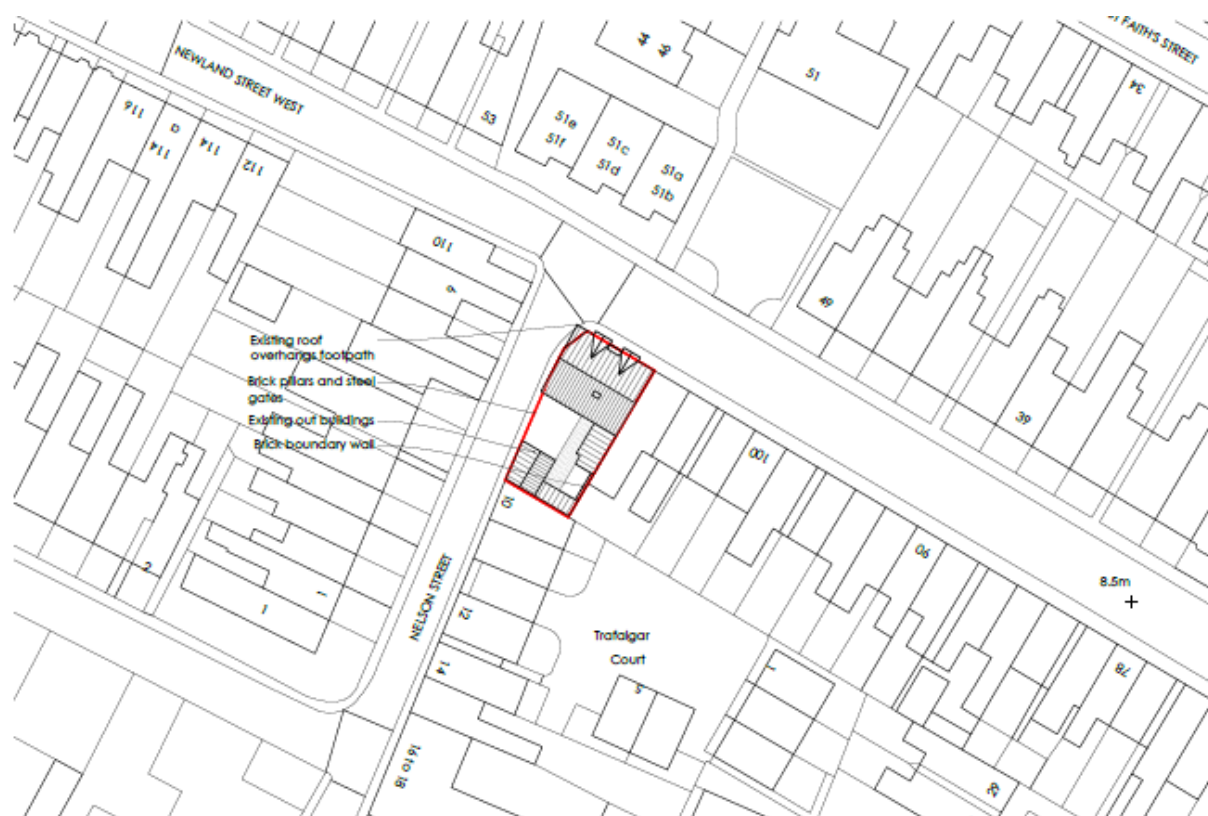 ST FAITH'S STREET
34
NEWLAND STREET WEST
51
53
116
114
a
114
112
51e
51f
51c
51d
51a
51b
110
9
49
Existing roof
overhangs footpath
Brick pillars and steel
gates
Existing out buildings
Brick boundary wall
39
100
10
90
NELSON STREET
8.5m
2
1
1
12
14
Trafalgar
Court
5
1
78
16 to 18